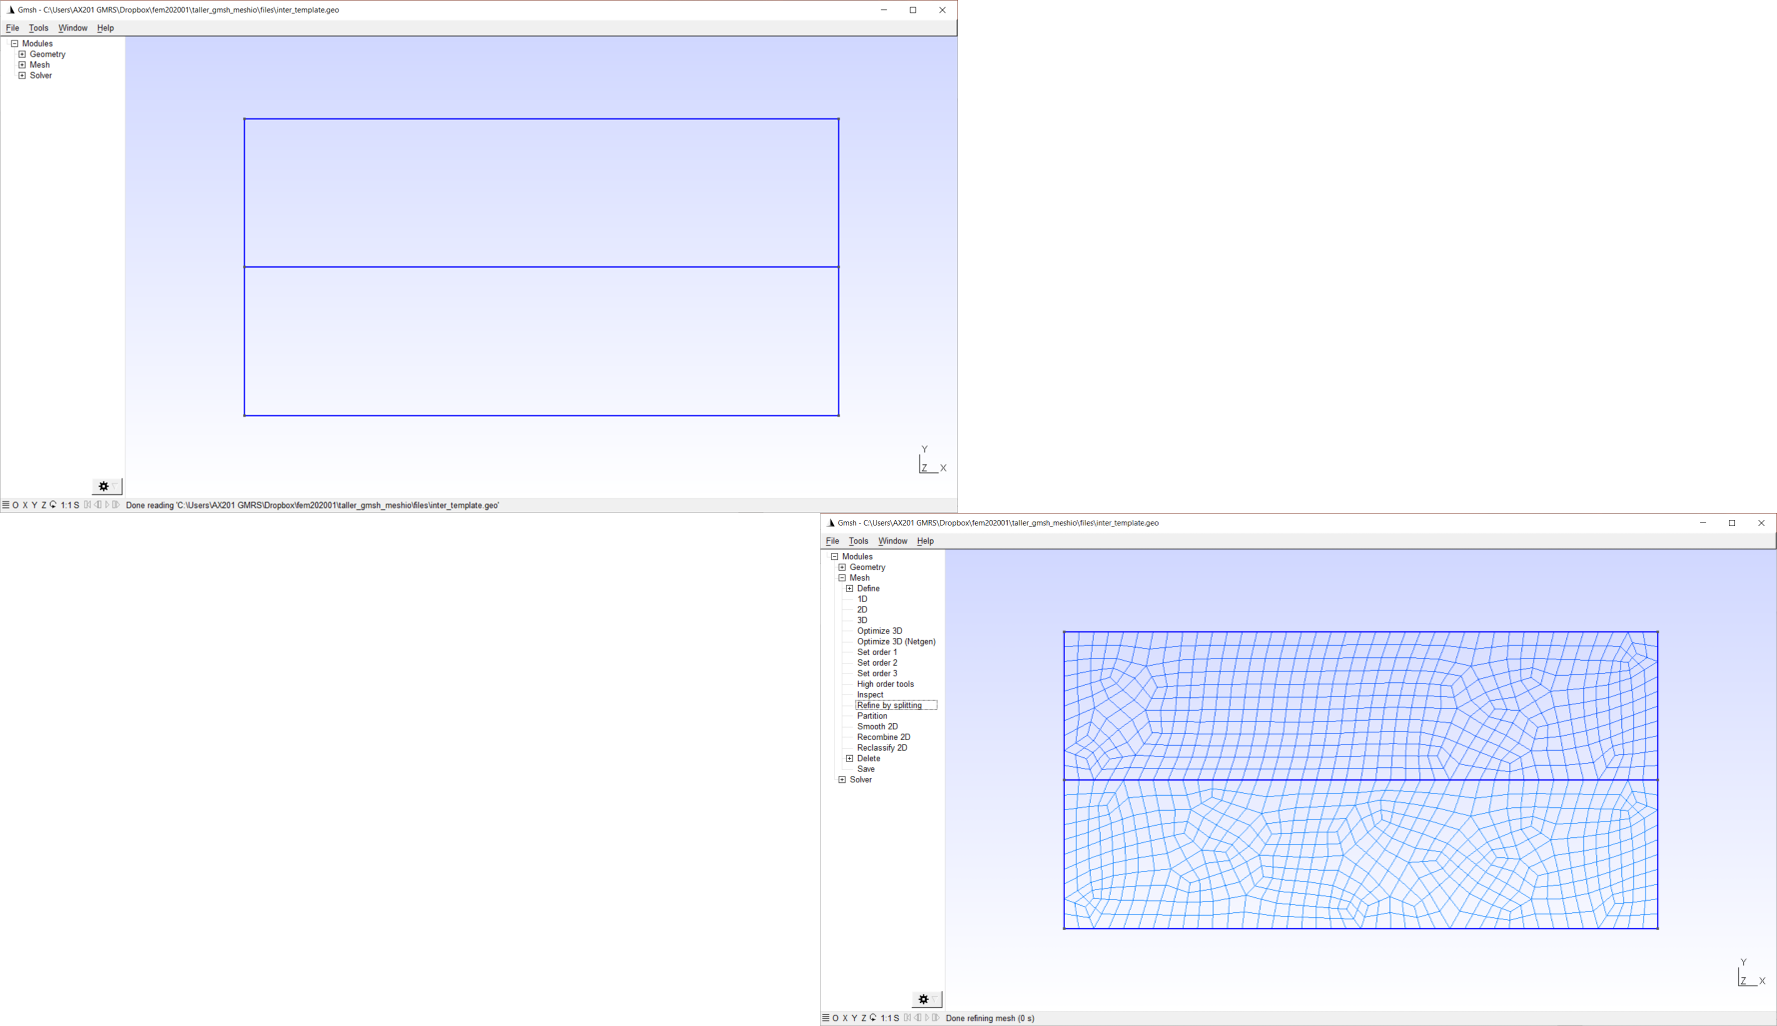 Gmsh - C:\Users\AX201 GMRS\Dropbox\fem202001\taller_gmsh_meshio\files\inter_template.geo
File Tools Window Help
Modules
Geometry
Mesh
Solver
Y
Z X
O X Y Z 1:1 S Done reading 'C:\Users\AX201 GMRS\Dropbox\fem202001\taller_gmsh_meshio\files\inter_template.geo'
Gmsh - C:\Users\AX201 GMRS\Dropbox\fem202001\taller_gmsh_meshio\files\inter_template.geo
File Tools Window Help
Modules
Geometry
Mesh
Define
1D
2D
3D
Optimize 3D
Optimize 3D (Netgen)
Set order 1
Set order 2
Set order 3
High order tools
Inspect
Refine by splitting
Partition
Smooth 2D
Recombine 2D
Reclassify 2D
Delete
Save
Solver
Y
Z X
O X Y Z 1:1 S Done refining mesh (0 s)